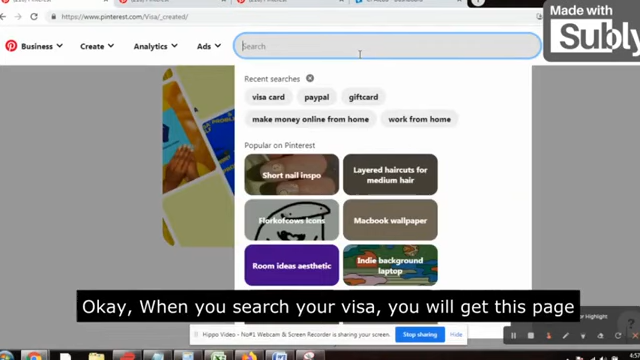 Made with
Subly
https://www.pinterest.com/Visa/_created/
Business
Create
Analytics
Ads
Search
Recent searches
visa card
paypal
giftcard
make money online from home
work from home
Popular on Pinterest
Short nail inspo
Layered haircuts for
medium hair
Florkofcows icons
Macbook wallpaper
Room ideas aesthetic
Indie background
laptop
Okay, When you search your visa, you will get this page
Highlight
Hippo Video - No#1 Webcam & Screen Recorder is sharing your screen.
Stop sharing
Hide